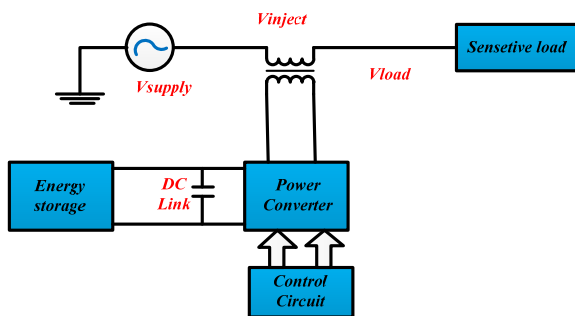 Vinject
Sensetive load
Vsupply
Vload
Energy
storage
DC
Link
Power
Converter
Control
Circuit